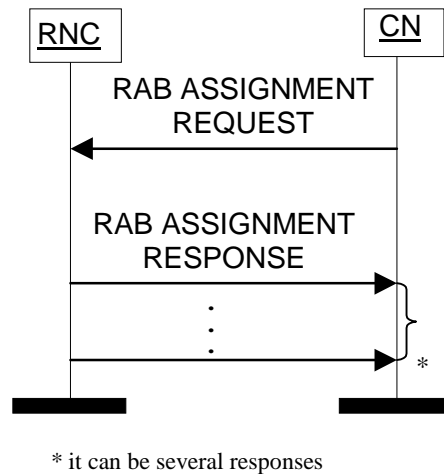 RNC
CN
RAB ASSIGNMENT
REQUEST
RAB ASSIGNMENT
RESPONSE
*
* it can be several responses